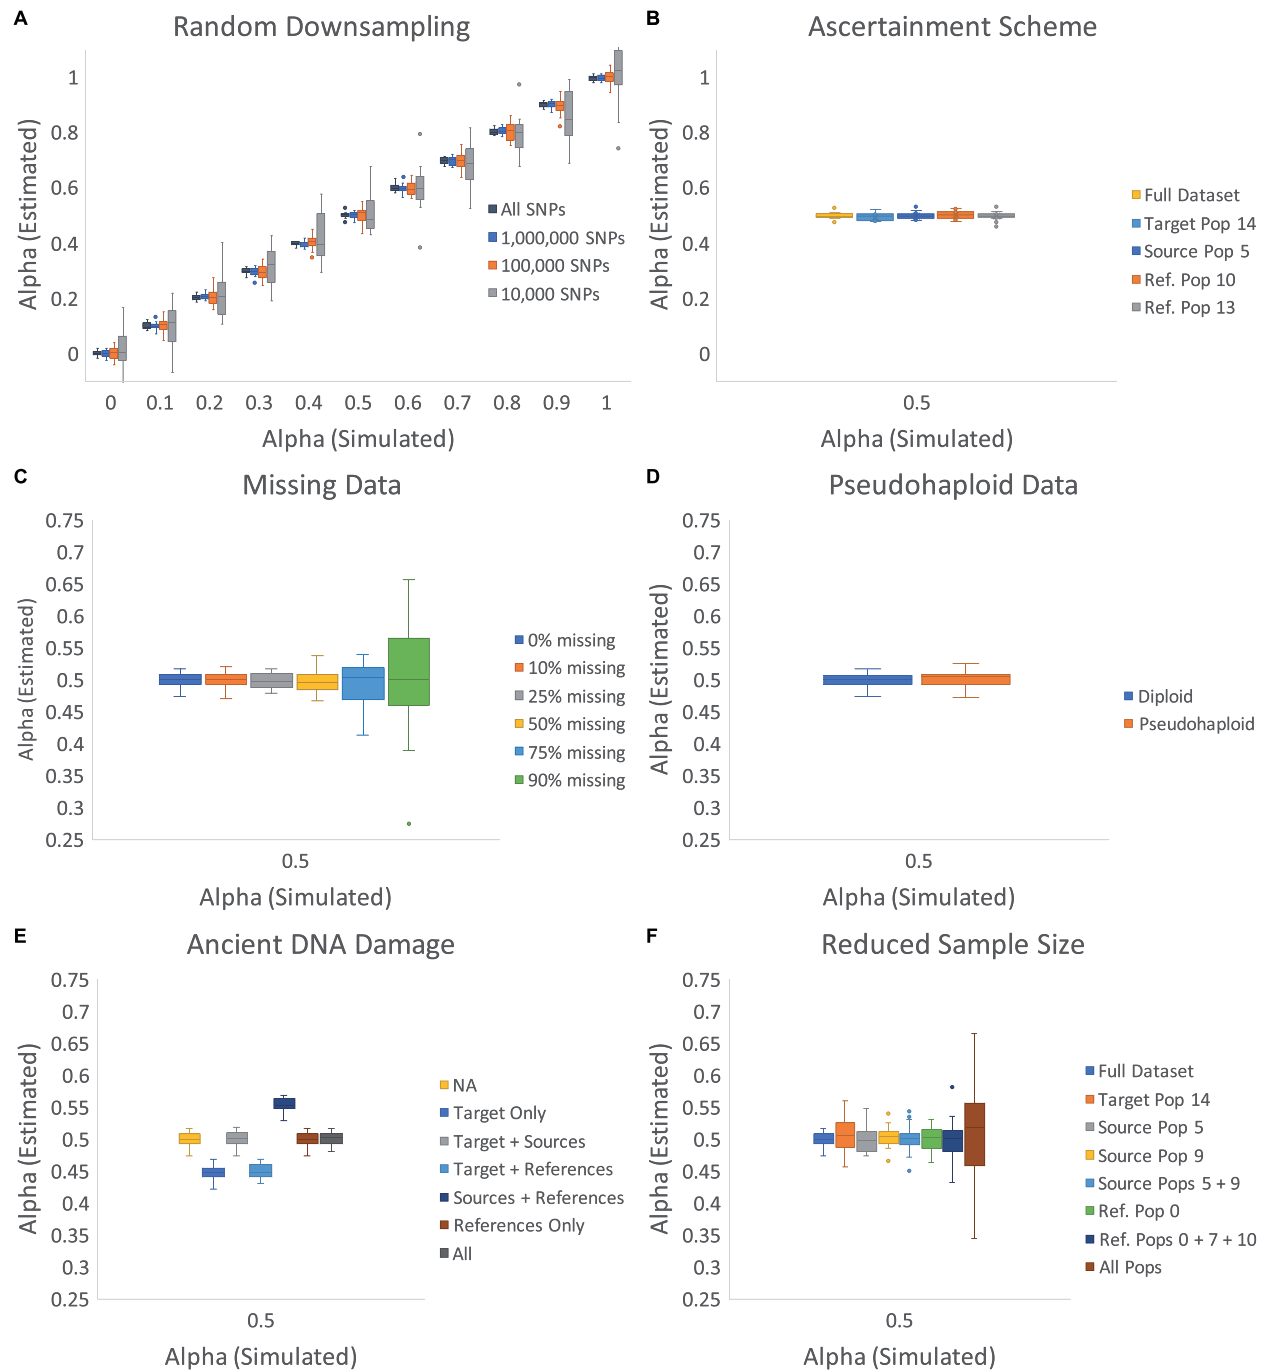 A
Random Downsampling
Alpha (Estimated)
1
0.8
0.6
0.4
0.2
0
0 0.1 0.2 0.3 0.4 0.5 0.6 0.7 0.8 0.9 1
Alpha (Simulated)
All SNPs
1,000,000 SNPs
100,000 SNPs
10,000 SNPs
B
Ascertainment Scheme
Alpha (Estimated)
1
0.8
0.6
0.4
0.2
0
0.5
Alpha (Simulated)
Full Dataset
Target Pop 14
Source Pop 5
Ref. Pop 10
Ref. Pop 13
C
Missing Data
Alpha (Estimated)
0.75
0.7
0.65
0.6
0.55
0.5
0.45
0.4
0.35
0.3
0.25
0.5
Alpha (Simulated)
0% missing
10% missing
25% missing
50% missing
75% missing
90% missing
D
Pseudohaploid Data
Alpha (Estimated)
0.75
0.7
0.65
0.6
0.55
0.5
0.45
0.4
0.35
0.3
0.25
0.5
Alpha (Simulated)
Diploid
Pseudohaploid
E
Ancient DNA Damage
Alpha (Estimated)
0.75
0.7
0.65
0.6
0.55
0.5
0.45
0.4
0.35
0.3
0.25
0.5
Alpha (Simulated)
NA
Target Only
Target + Sources
Target + References
Sources + References
References Only
All
F
Reduced Sample Size
Alpha (Estimated)
0.75
0.7
0.65
0.6
0.55
0.5
0.45
0.4
0.35
0.3
0.25
0.5
Alpha (Simulated)
Full Dataset
Target Pop 14
Source Pop 5
Source Pop 9
Source Pops 5 + 9
Ref. Pop 0
Ref. Pops 0 + 7 + 10
All Pops